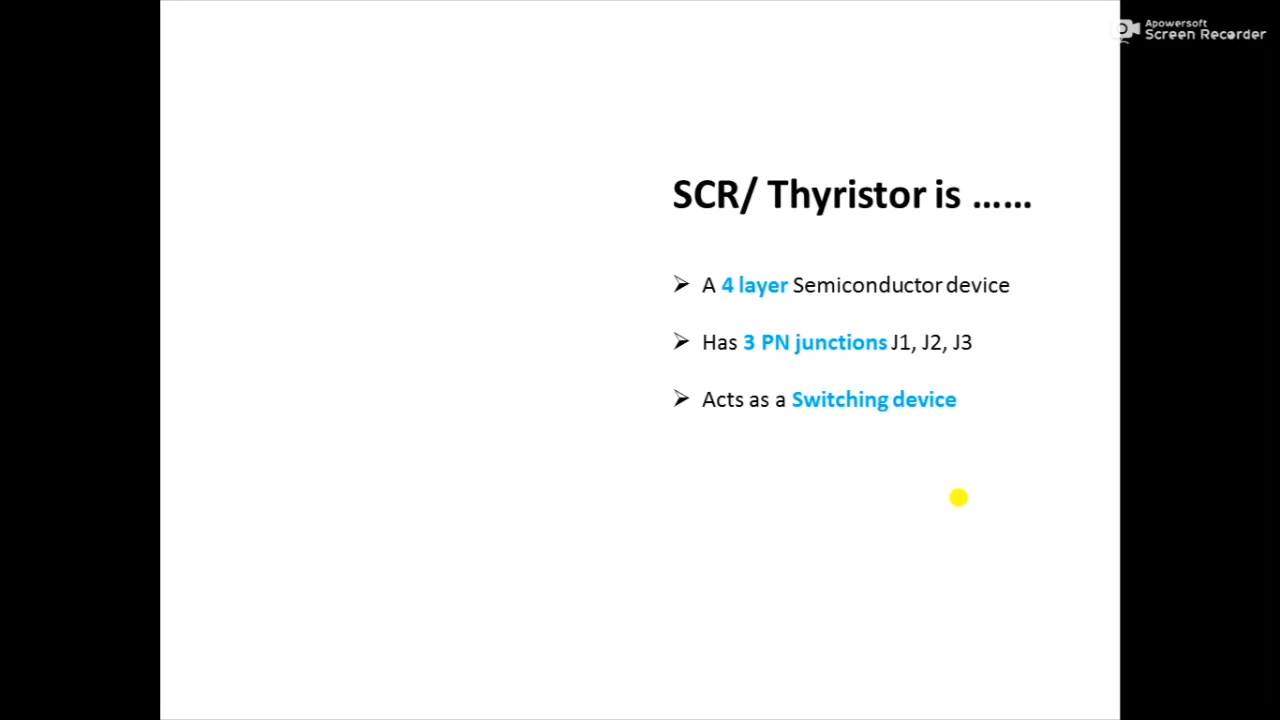 Apowersoft
Screen Recorder
SCR/ Thyristor is ......
➢ A 4 layer Semiconductor device
➢ Has 3 PN junctions J1, J2, J3
➢ Acts as a Switching device